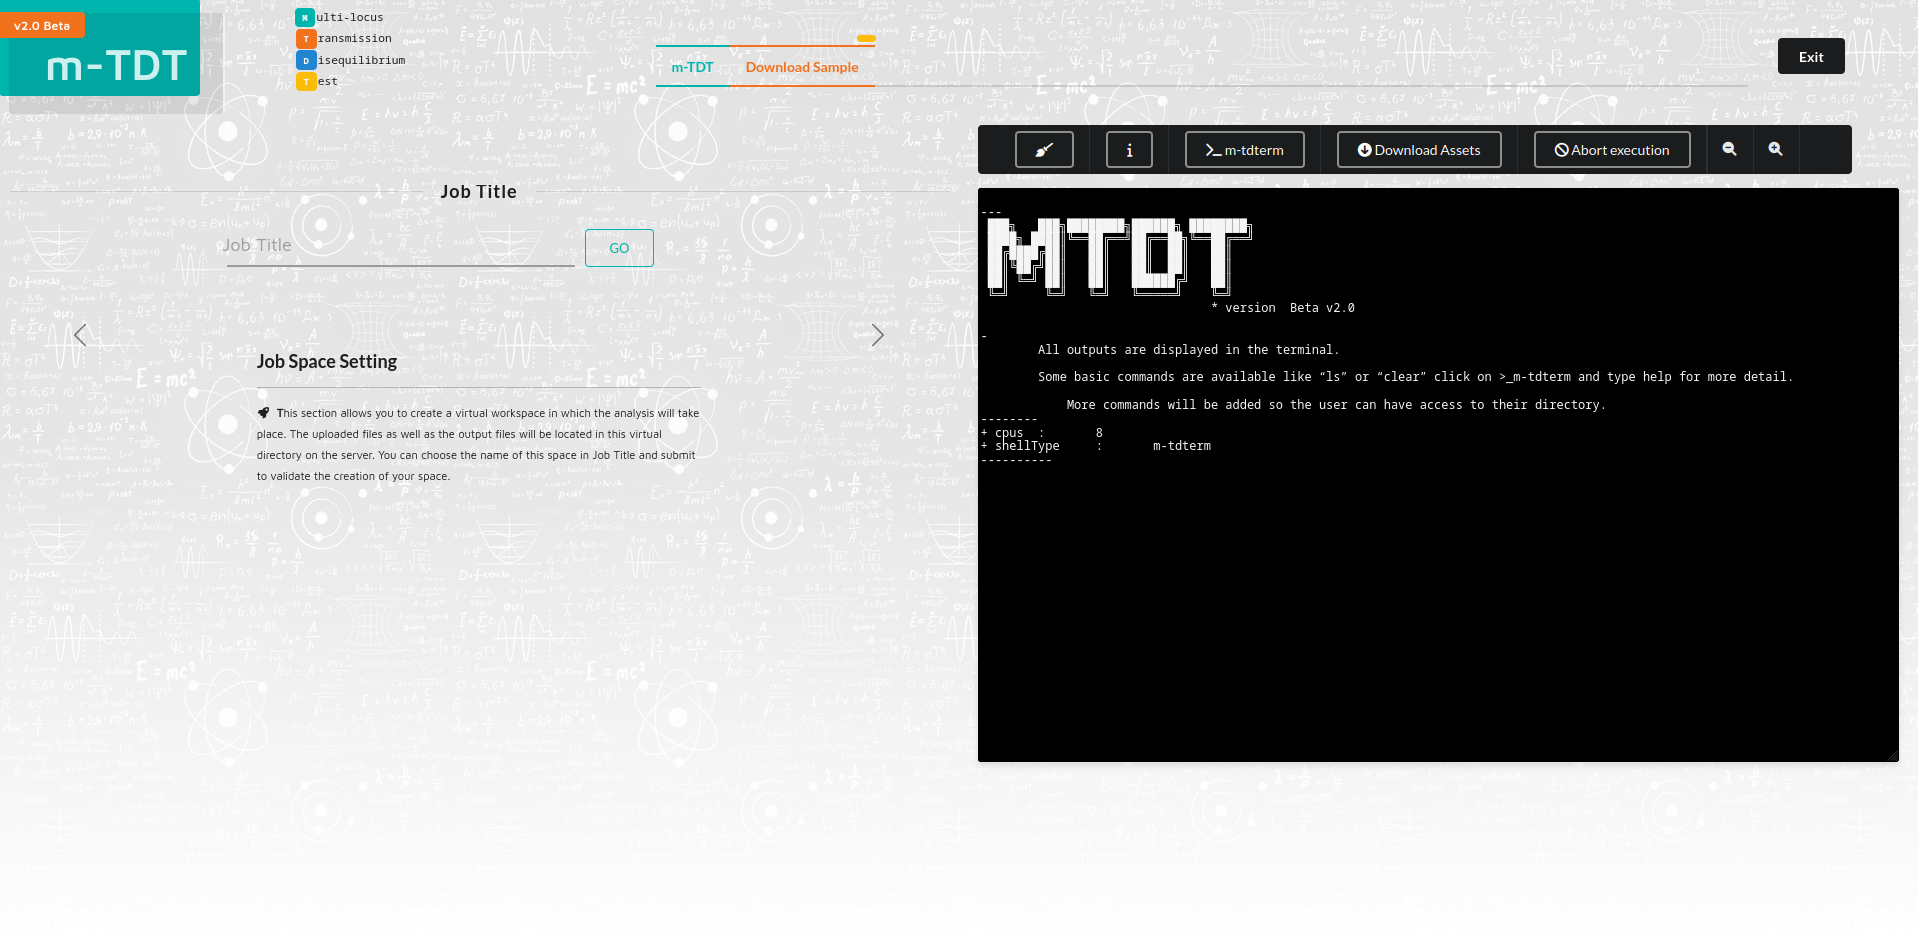 v2.0 Beta
m-TDT
Multi-locus
Transmission
Disequilibrium
Test
m-TDT
Download Sample
Exit
i
m-tdterm
Download Assets
Abort execution
Job Title
Job Title
GO
Job Space Setting
This section allows you to create a virtual workspace in which the analysis will take
place. The uploaded files as well as the output files will be located in this virtual
directory on the server. You can choose the name of this space in Job Title and submit
to validate the creation of your space.
---
MTDT
* version  Beta v2.0
-
All outputs are displayed in the terminal.
Some basic commands are available like “ls” or “clear” click on >_m-tdterm and type help for more detail.
More commands will be added so the user can have access to their directory.
--------
+ cpus  :       8
+ shellType     :       m-tdterm
----------
E = mc²